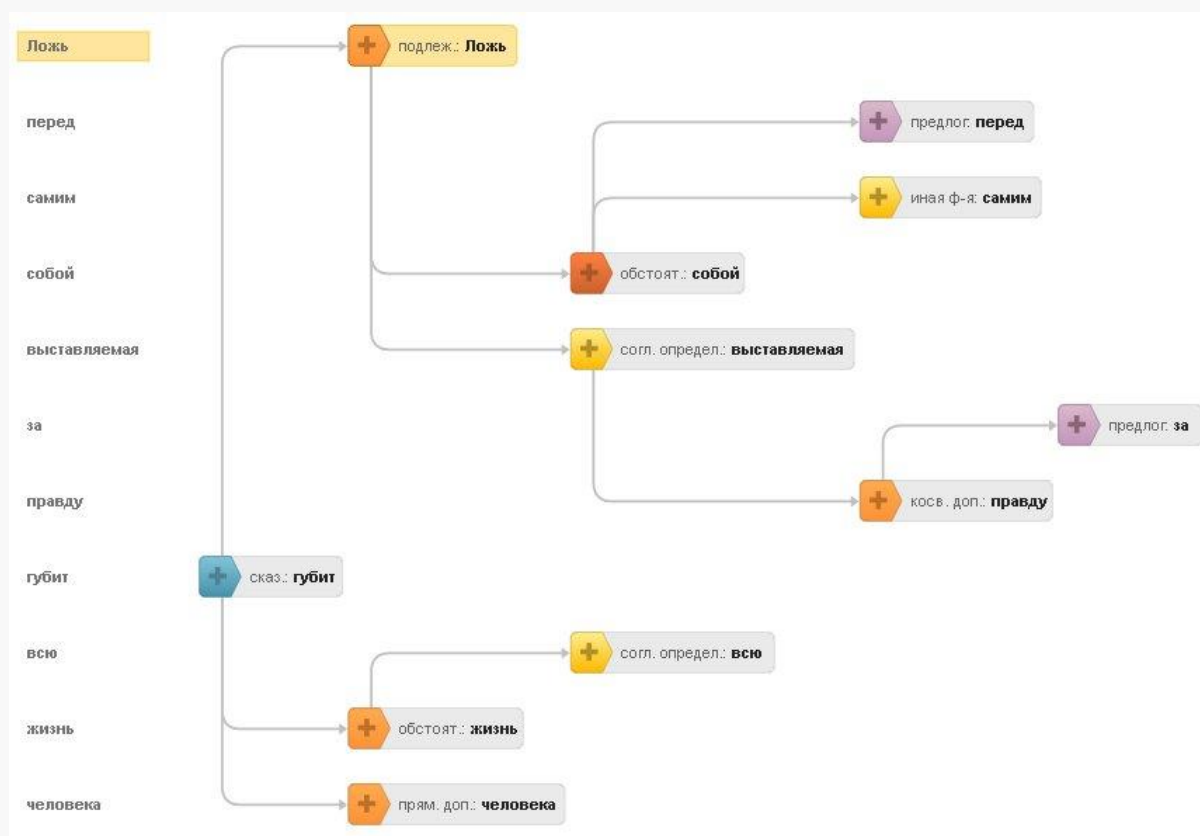 Ложь
подлеж.: Ложь
перед
предлог: перед
самим
иная ф-я: самим
собой
обстоят.: собой
выставляемая
согл. определ.: выставляемая
за
предлог: за
правду
косв. доп.: правду
губит
сказ.: губит
всю
согл. определ.: всю
жизнь
обстоят.: жизнь
человека
прям. доп.: человека